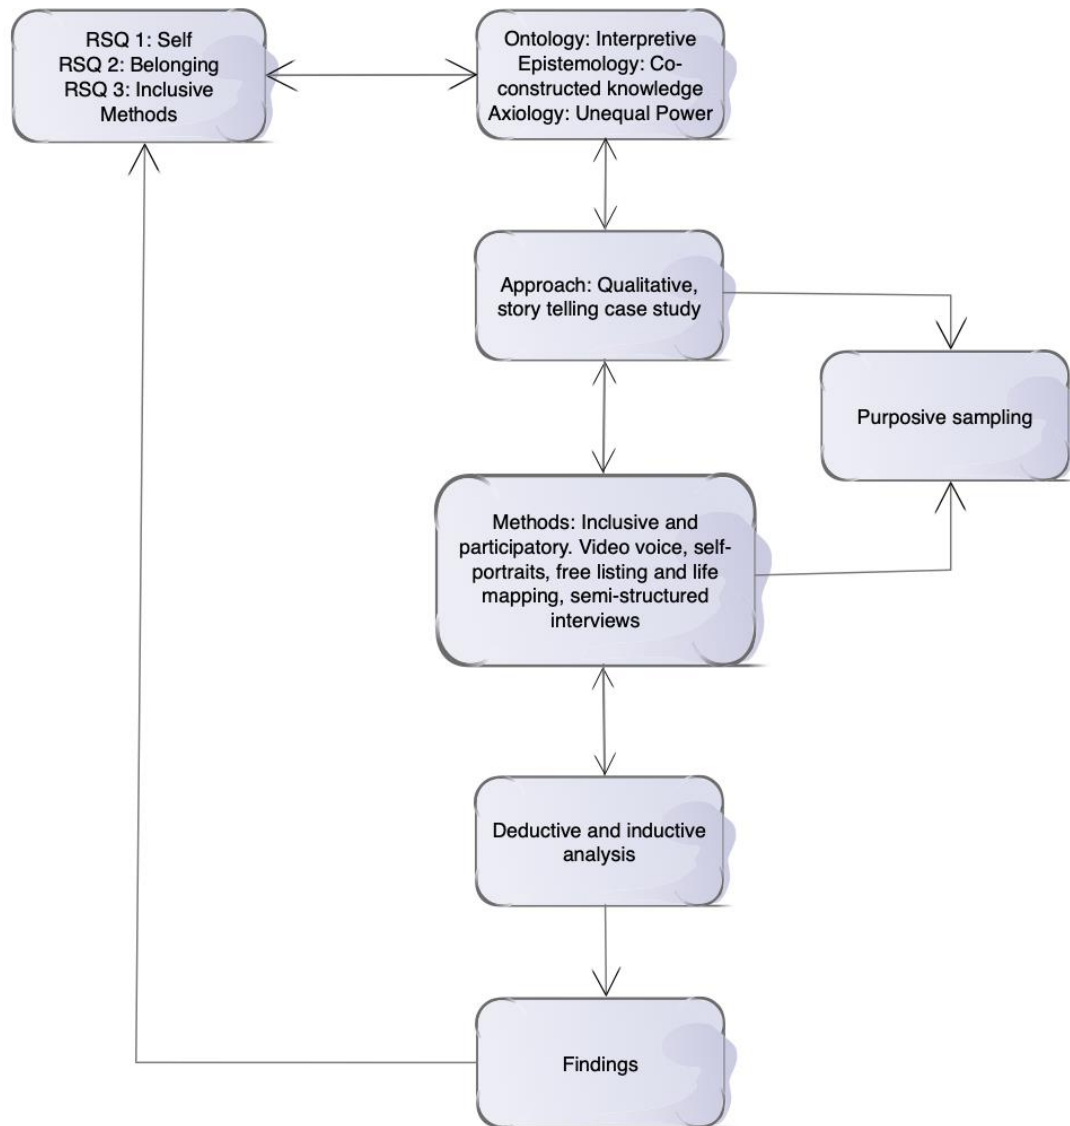 RSQ 1: Self
RSQ 2: Belonging
RSQ 3: Inclusive
Methods
Ontology: Interpretive
Epistemology: Co-
constructed knowledge
Axiology: Unequal Power
Approach: Qualitative,
story telling case study
Purposive sampling
Methods: Inclusive and
participatory. Video voice, self-
portraits, free listing and life
mapping, semi-structured
interviews
Deductive and inductive
analysis
Findings